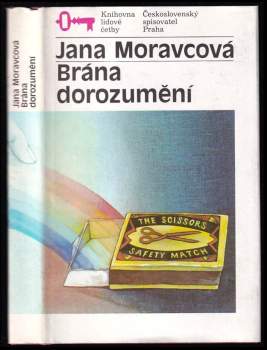 Knihovna
lidové
četby
Československý
spisovatel
Praha
Jana Moravcová
Brána
dorozumění
THE SCISSORS
SAFETY MATCH
Jana Moravcová
Brána
dorozumění